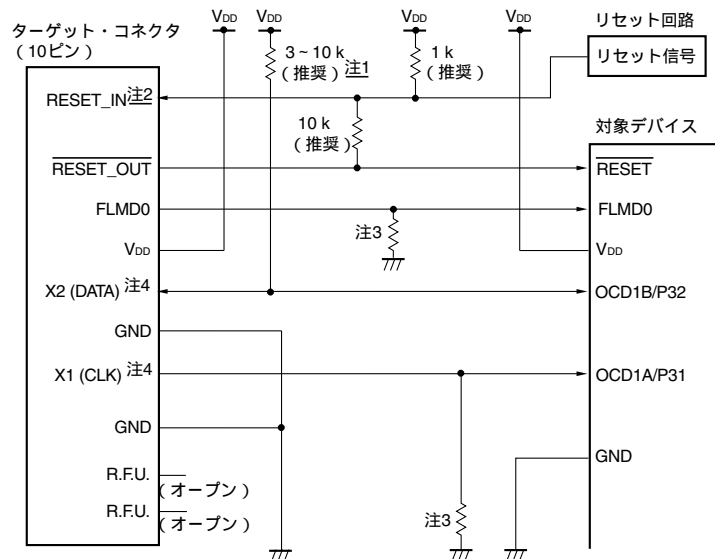 ターゲット・コネクタ
（10ピン）
VDD
VDD
VDD
VDD
リセット回路
リセット信号
3～10 k
（推奨）注1
1 k
（推奨）
RESET_IN注2
10 k
（推奨）
対象デバイス
RESET_OUT
RESET
FLMD0
FLMD0
注3
VDD
VDD
X2 (DATA) 注4
OCD1B/P32
GND
X1 (CLK) 注4
OCD1A/P31
GND
GND
R.F.U.
（オープン）
R.F.U.
（オープン）
注3